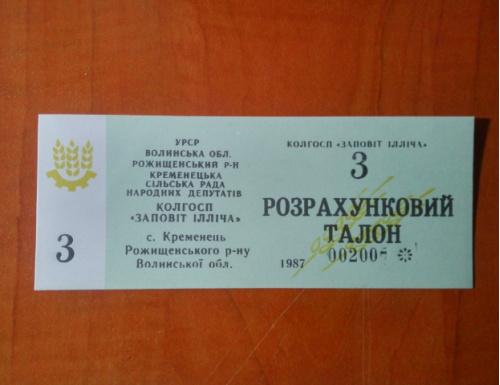 УРСР
ВОЛИНСЬКА ОБЛ.
РОЖИЩЕНСЬКИЙ Р-Н
КРЕМЕНЕЦЬКА
СІЛЬСЬКА РАДА
НАРОДНИХ ДЕПУТАТІВ
КОЛГОСП
«ЗАПОВІТ ІЛЛІЧА»
с. Кременець
Рожищенського р-ну
Волинської обл.
3
КОЛГОСП «ЗАПОВІТ ІЛЛІЧА»
3
РОЗРАХУНКОВИЙ
ТАЛОН
1987